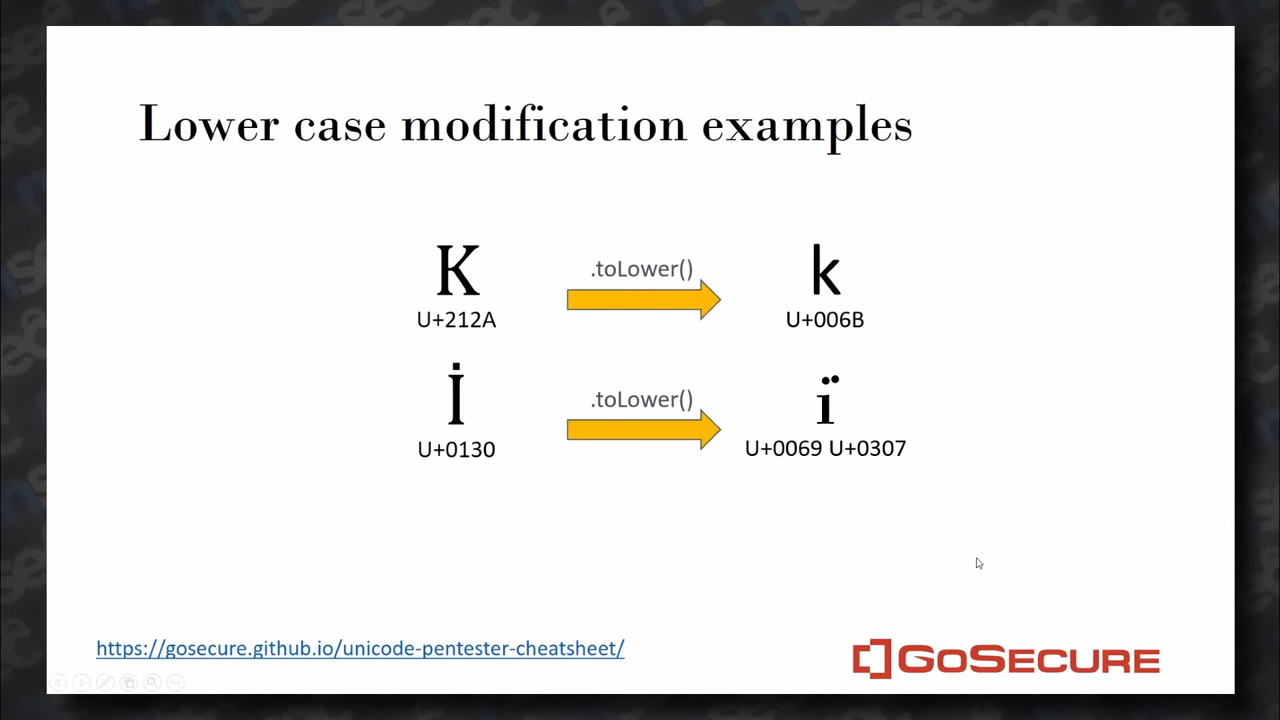 Lower case modification examples
K .toLower() k
U+212A U+006B
İ .toLower() i̇
U+0130 U+0069 U+0307
https://gosecure.github.io/unicode-pentester-cheatsheet/
GOSECURE